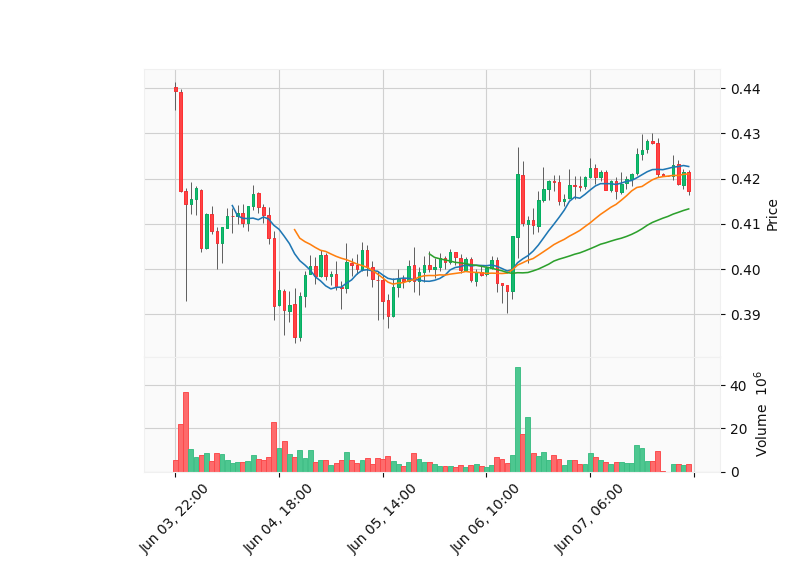 0.44
0.43
0.42
0.41
0.40
0.39
Price
40
20
0
Volume 10^6
Jun 03, 22:00
Jun 04, 18:00
Jun 05, 14:00
Jun 06, 10:00
Jun 07, 06:00